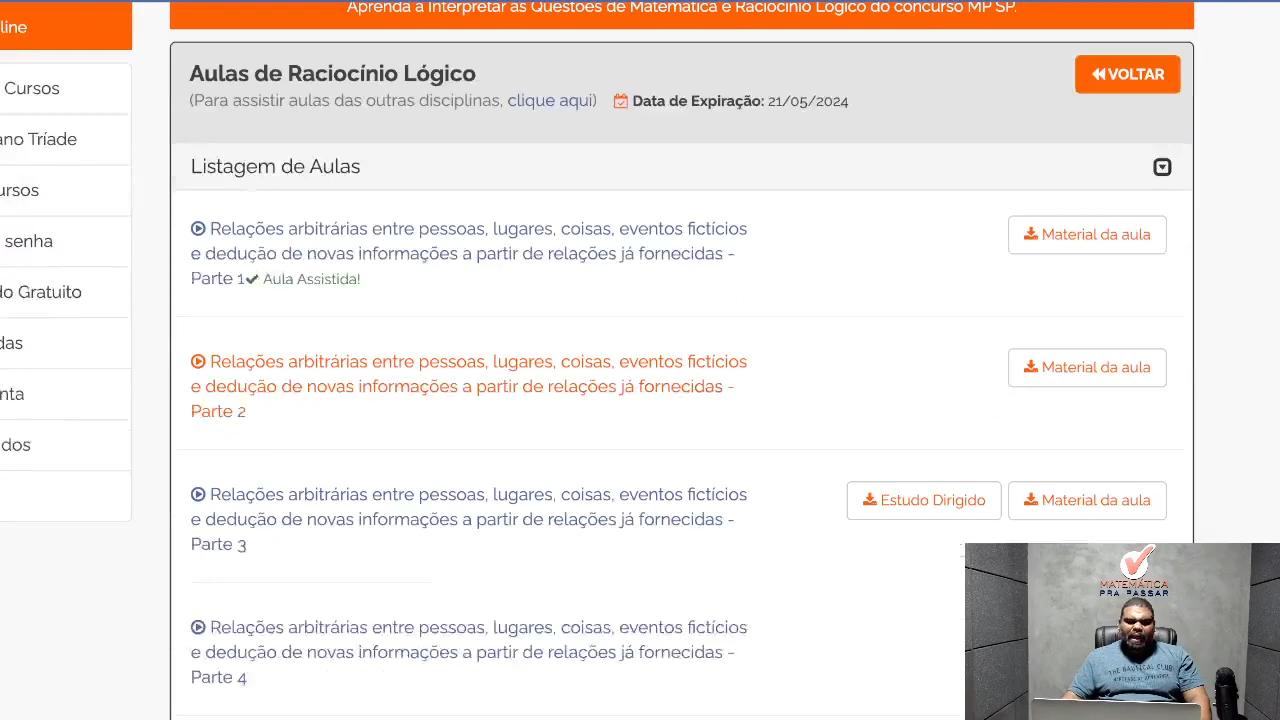 Aprenda a Interpretar as Questões de Matemática e Raciocínio Lógico do concurso MP SP.
line
Cursos
ano Tríade
ursos
senha
do Gratuito
das
nta
dos
Aulas de Raciocínio Lógico
VOLTAR
(Para assistir aulas das outras disciplinas, clique aqui) Data de Expiração: 21/05/2024
Listagem de Aulas
Relações arbitrárias entre pessoas, lugares, coisas, eventos fictícios
e dedução de novas informações a partir de relações já fornecidas -
Parte 1 Aula Assistida!
Material da aula
Relações arbitrárias entre pessoas, lugares, coisas, eventos fictícios
e dedução de novas informações a partir de relações já fornecidas -
Parte 2
Material da aula
Relações arbitrárias entre pessoas, lugares, coisas, eventos fictícios
e dedução de novas informações a partir de relações já fornecidas -
Parte 3
Estudo Dirigido Material da aula
Relações arbitrárias entre pessoas, lugares, coisas, eventos fictícios
e dedução de novas informações a partir de relações já fornecidas -
Parte 4
MATEMÁTICA
PRA PASSAR
THE NAUTICAL CLUB